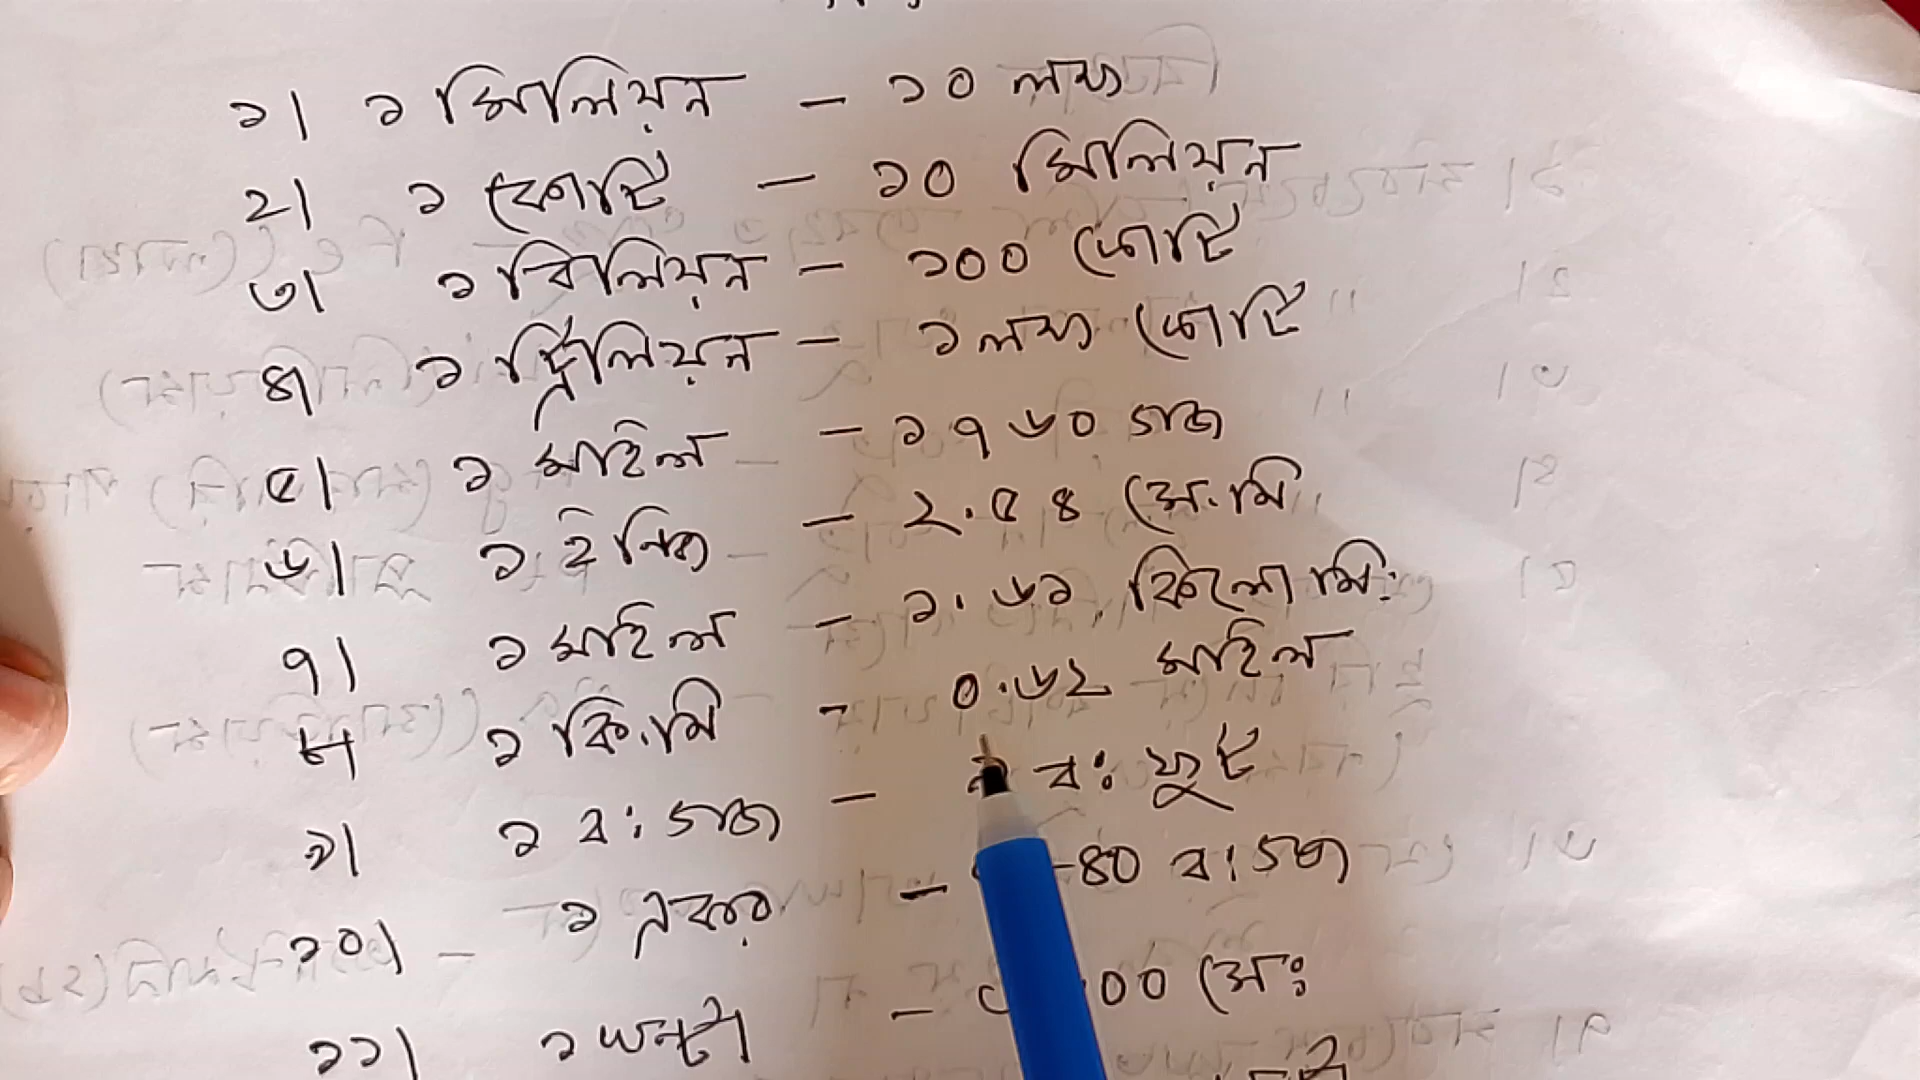 ১। ১ মিলিয়ন - ১০ লক্ষ
২। ১ কোটি - ১০ মিলিয়ন
৩। ১ বিলিয়ন - ১০০ কোটি
৪। ১ ট্রিলিয়ন - ১ লক্ষ কোটি
৫। ১ মাইল - ১৭৬০ গজ
৬। ১ ইঞ্চি - ২.৫৪ সে.মি
৭। ১ মাইল - ১.৬১ কিলোমি:
৮। ১ কি.মি - ০.৬২ মাইল
৯। ১ ব: গজ - ব: ফুট
১০। ১ একর - ৪০ ব: গজ
১১। ১ ঘন্টা - ০০ সে: